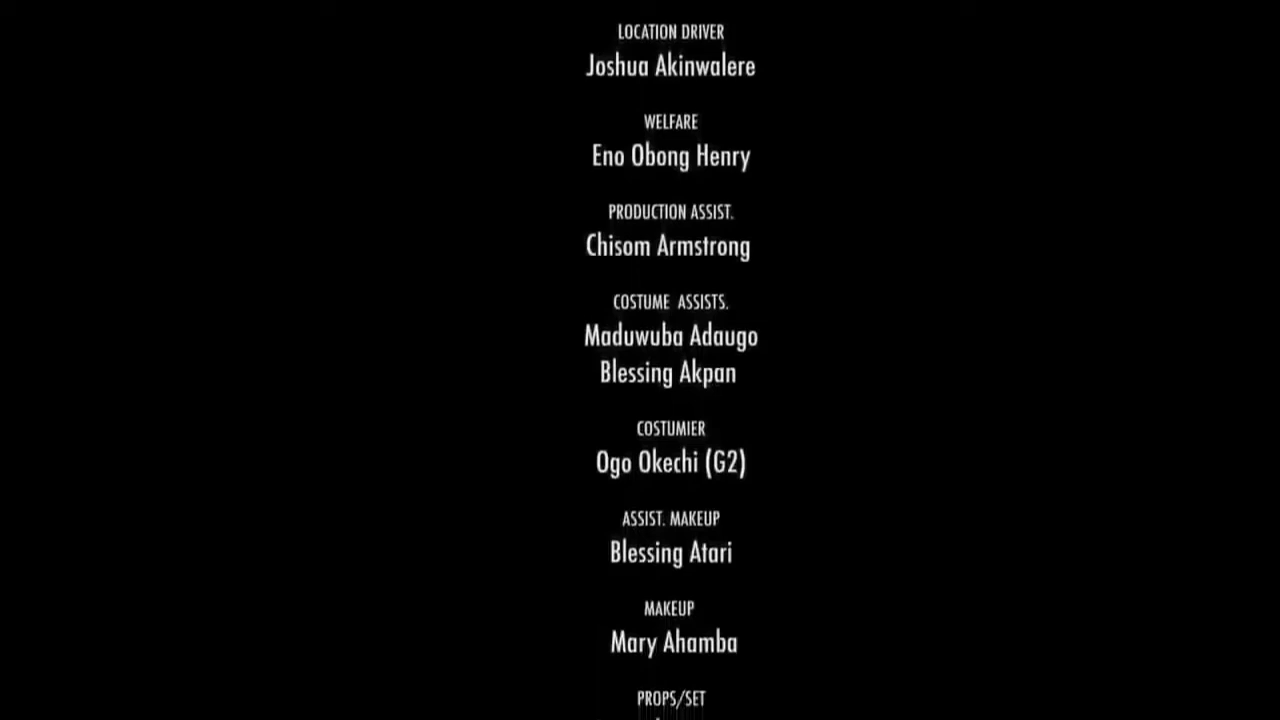 LOCATION DRIVER
Joshua Akinwalere
WELFARE
Eno Obong Henry
PRODUCTION ASSIST.
Chisom Armstrong
COSTUME ASSISTS.
Maduwuba Adaugo
Blessing Akpan
COSTUMIER
Ogo Okechi (G2)
ASSIST. MAKEUP
Blessing Atari
MAKEUP
Mary Ahamba
PROPS/SET